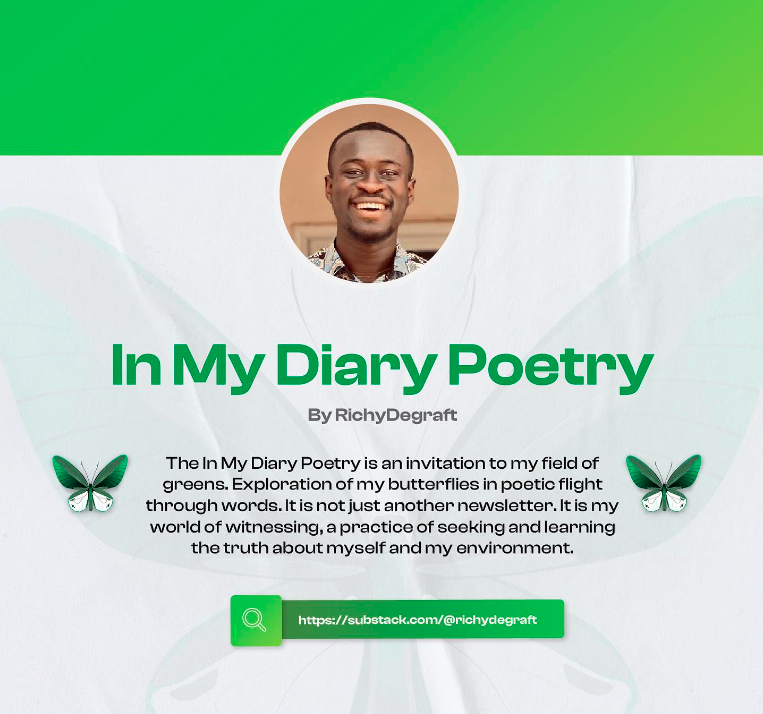 In My Diary Poetry
By RichyDegraft
The In My Diary Poetry is an invitation to my field of
greens. Exploration of my butterflies in poetic flight
through words. It is not just another newsletter. It is my
world of witnessing, a practice of seeking and learning
the truth about myself and my environment.
https://substack.com/@richydegraft